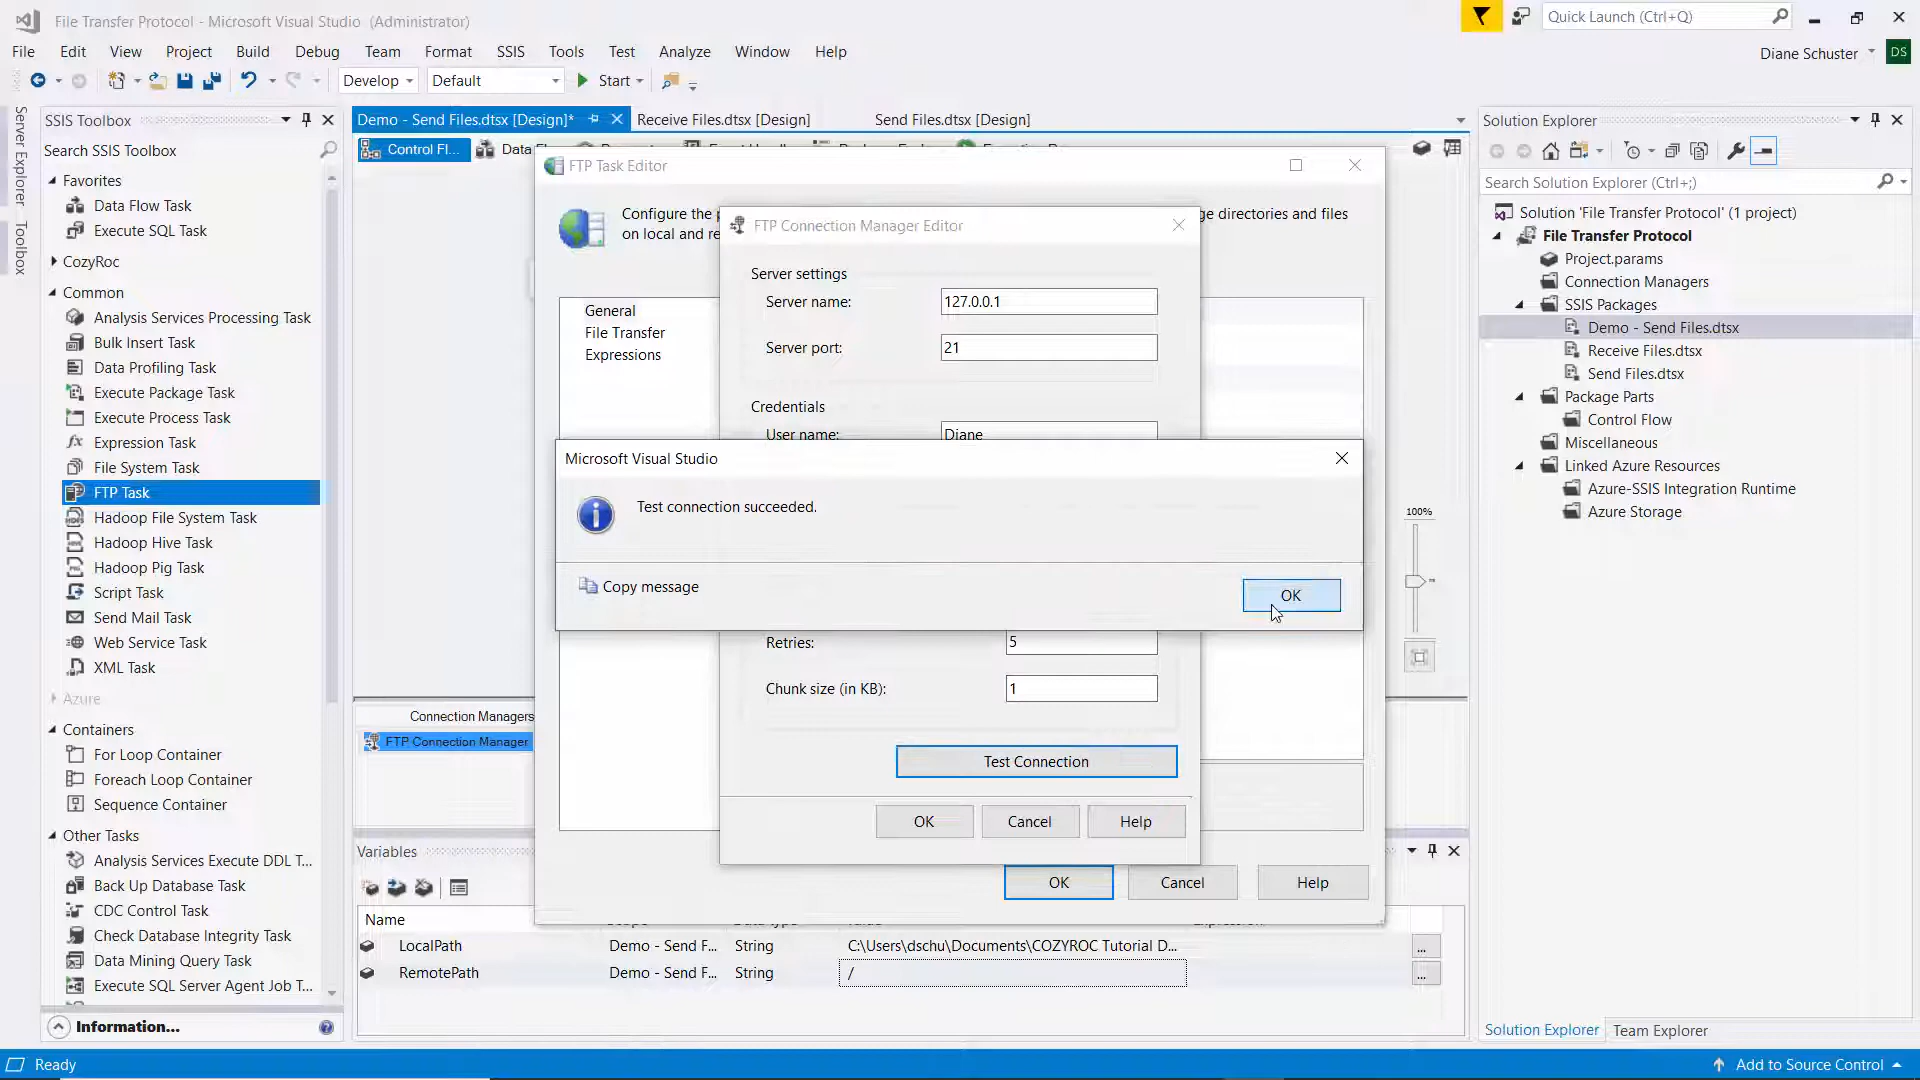 File Transfer Protocol - Microsoft Visual Studio (Administrator)
Quick Launch (Ctrl+Q)
File Edit View Project Build Debug Team Format SSIS Tools Test Analyze Window Help
Diane Schuster DS
Develop Default Start
Server Explorer
Toolbox
SSIS Toolbox
Search SSIS Toolbox
Favorites
Data Flow Task
Execute SQL Task
CozyRoc
Common
Analysis Services Processing Task
Bulk Insert Task
Data Profiling Task
Execute Package Task
Execute Process Task
Expression Task
File System Task
FTP Task
Hadoop File System Task
Hadoop Hive Task
Hadoop Pig Task
Script Task
Send Mail Task
Web Service Task
XML Task
Azure
Containers
For Loop Container
Foreach Loop Container
Sequence Container
Other Tasks
Analysis Services Execute DDL T...
Back Up Database Task
CDC Control Task
Check Database Integrity Task
Data Mining Query Task
Execute SQL Server Agent Job T...
Information...
Demo - Send Files.dtsx [Design]* Receive Files.dtsx [Design] Send Files.dtsx [Design]
Control Fl... Data
FTP Task Editor
Configure the
ge directories and files
on local and re
General
File Transfer
Expressions
FTP Connection Manager Editor
Server settings
Server name: 127.0.0.1
Server port: 21
Credentials
User name: Diane
Microsoft Visual Studio
Test connection succeeded.
Copy message
OK
Retries: 5
Chunk size (in KB): 1
Test Connection
OK Cancel Help
OK Cancel Help
100%
Connection Managers
FTP Connection Manager
Variables
Name
LocalPath Demo - Send F... String C:\Users\dschu\Documents\COZYROC Tutorial D... ...
RemotePath Demo - Send F... String / ...
Solution Explorer
Search Solution Explorer (Ctrl+;)
Solution 'File Transfer Protocol' (1 project)
File Transfer Protocol
Project.params
Connection Managers
SSIS Packages
Demo - Send Files.dtsx
Receive Files.dtsx
Send Files.dtsx
Package Parts
Control Flow
Miscellaneous
Linked Azure Resources
Azure-SSIS Integration Runtime
Azure Storage
Solution Explorer Team Explorer
Ready
Add to Source Control